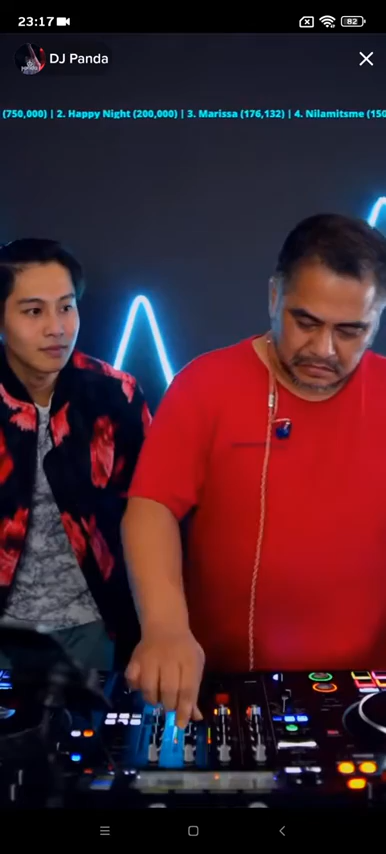 23:17
82
DJ Panda
(750,000) | 2. Happy Night (200,000) | 3. Marissa (176,132) | 4. Nilamitsme (150